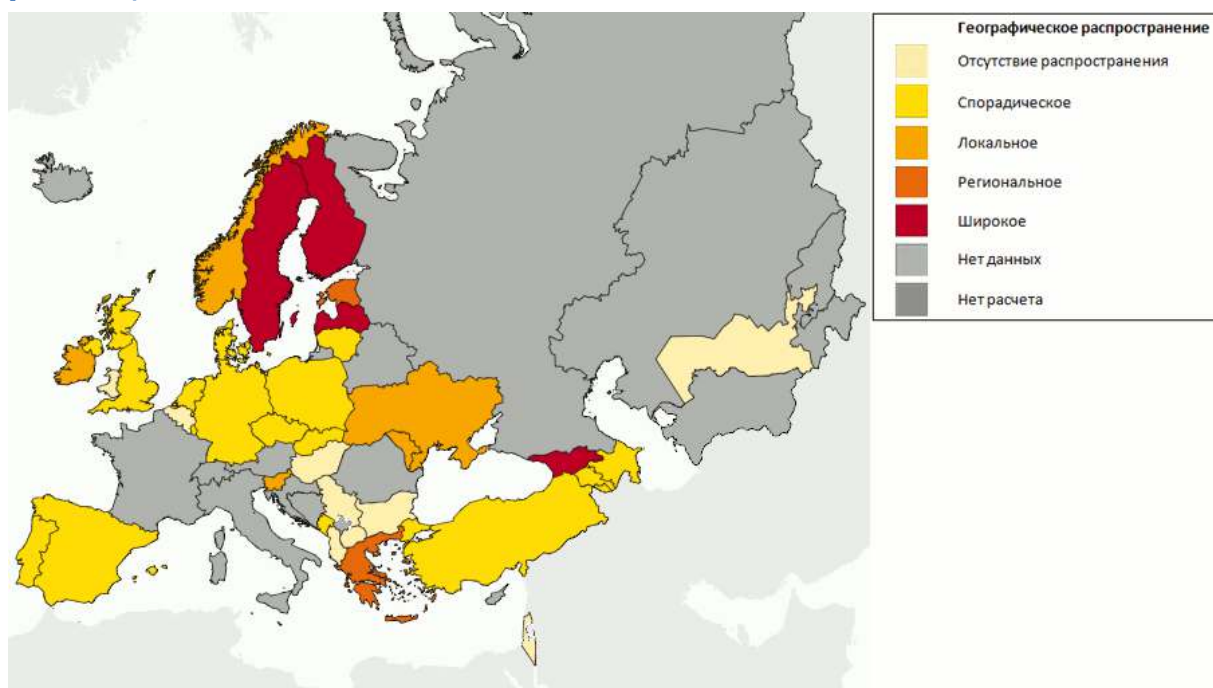 Географическое распространение
Отсутствие распространения
Спорадическое
Локальное
Региональное
Широкое
Нет данных
Нет расчета